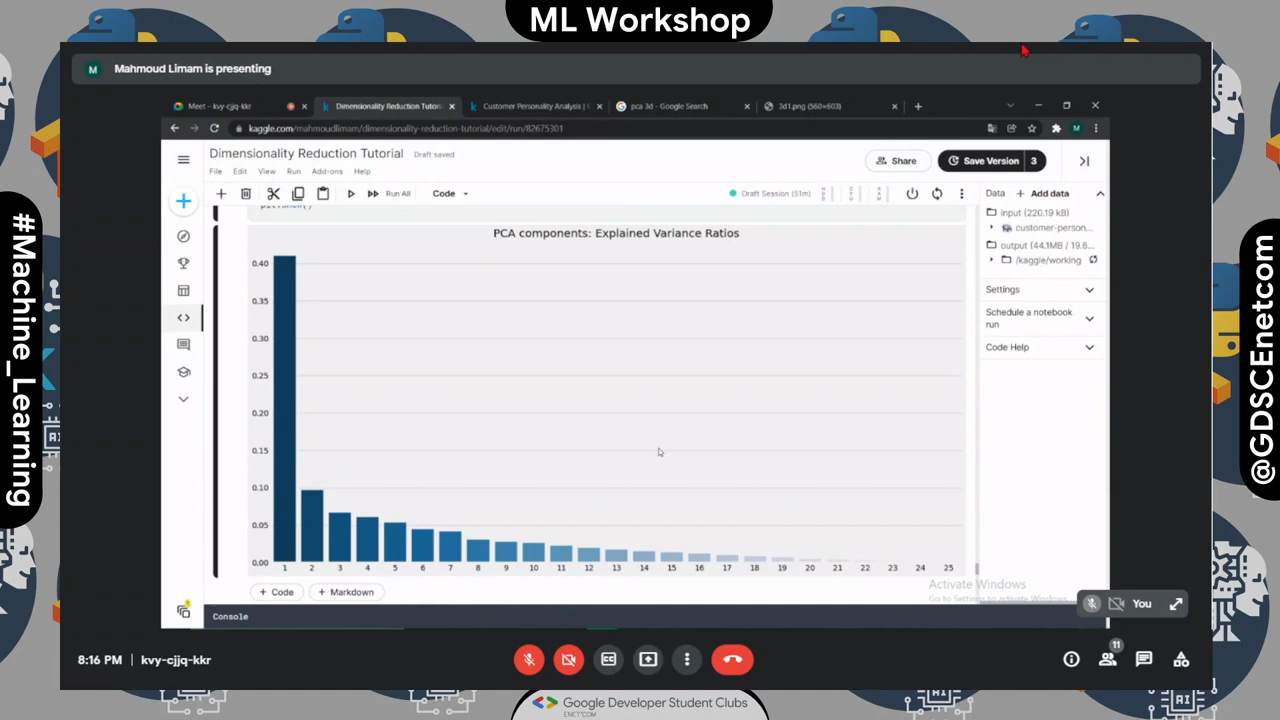 ML Workshop
M
Mahmoud Limam is presenting
Meet – kvy-cjjq-kkr
Dimensionality Reduction Tutori
Customer Personality Analysis |
pca 3d - Google Search
3d1.png (560×603)
kaggle.com/mahmoudlimam/dimensionality-reduction-tutorial/edit/run/82675301
M
Dimensionality Reduction Tutorial
Draft saved
Share
Save Version
3
File Edit View Run Add-ons Help
Run All
Code
Draft Session (51m)
Data
Add data
input (220.19 kB)
customer-person...
output (44.1MB / 19.6...
/kaggle/working
Settings
Schedule a notebook
run
Code Help
PCA components: Explained Variance Ratios
0.40
0.35
0.30
0.25
0.20
0.15
0.10
0.05
0.00
1 2 3 4 5 6 7 8 9 10 11 12 13 14 15 16 17 18 19 20 21 22 23 24 25
+ Code
+ Markdown
Console
Activate Windows
Go to Settings to activate Windows.
You
8:16 PM | kvy-cjjq-kkr
11
#Machine_Learning
@GDSCEnetcom
Google Developer Student Clubs
ENET'COM